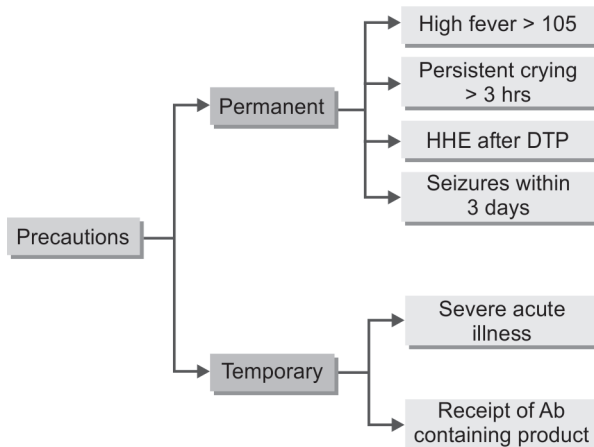 Precautions
Permanent
High fever > 105
Persistent crying
> 3 hrs
HHE after DTP
Seizures within
3 days
Temporary
Severe acute
illness
Receipt of Ab
containing product